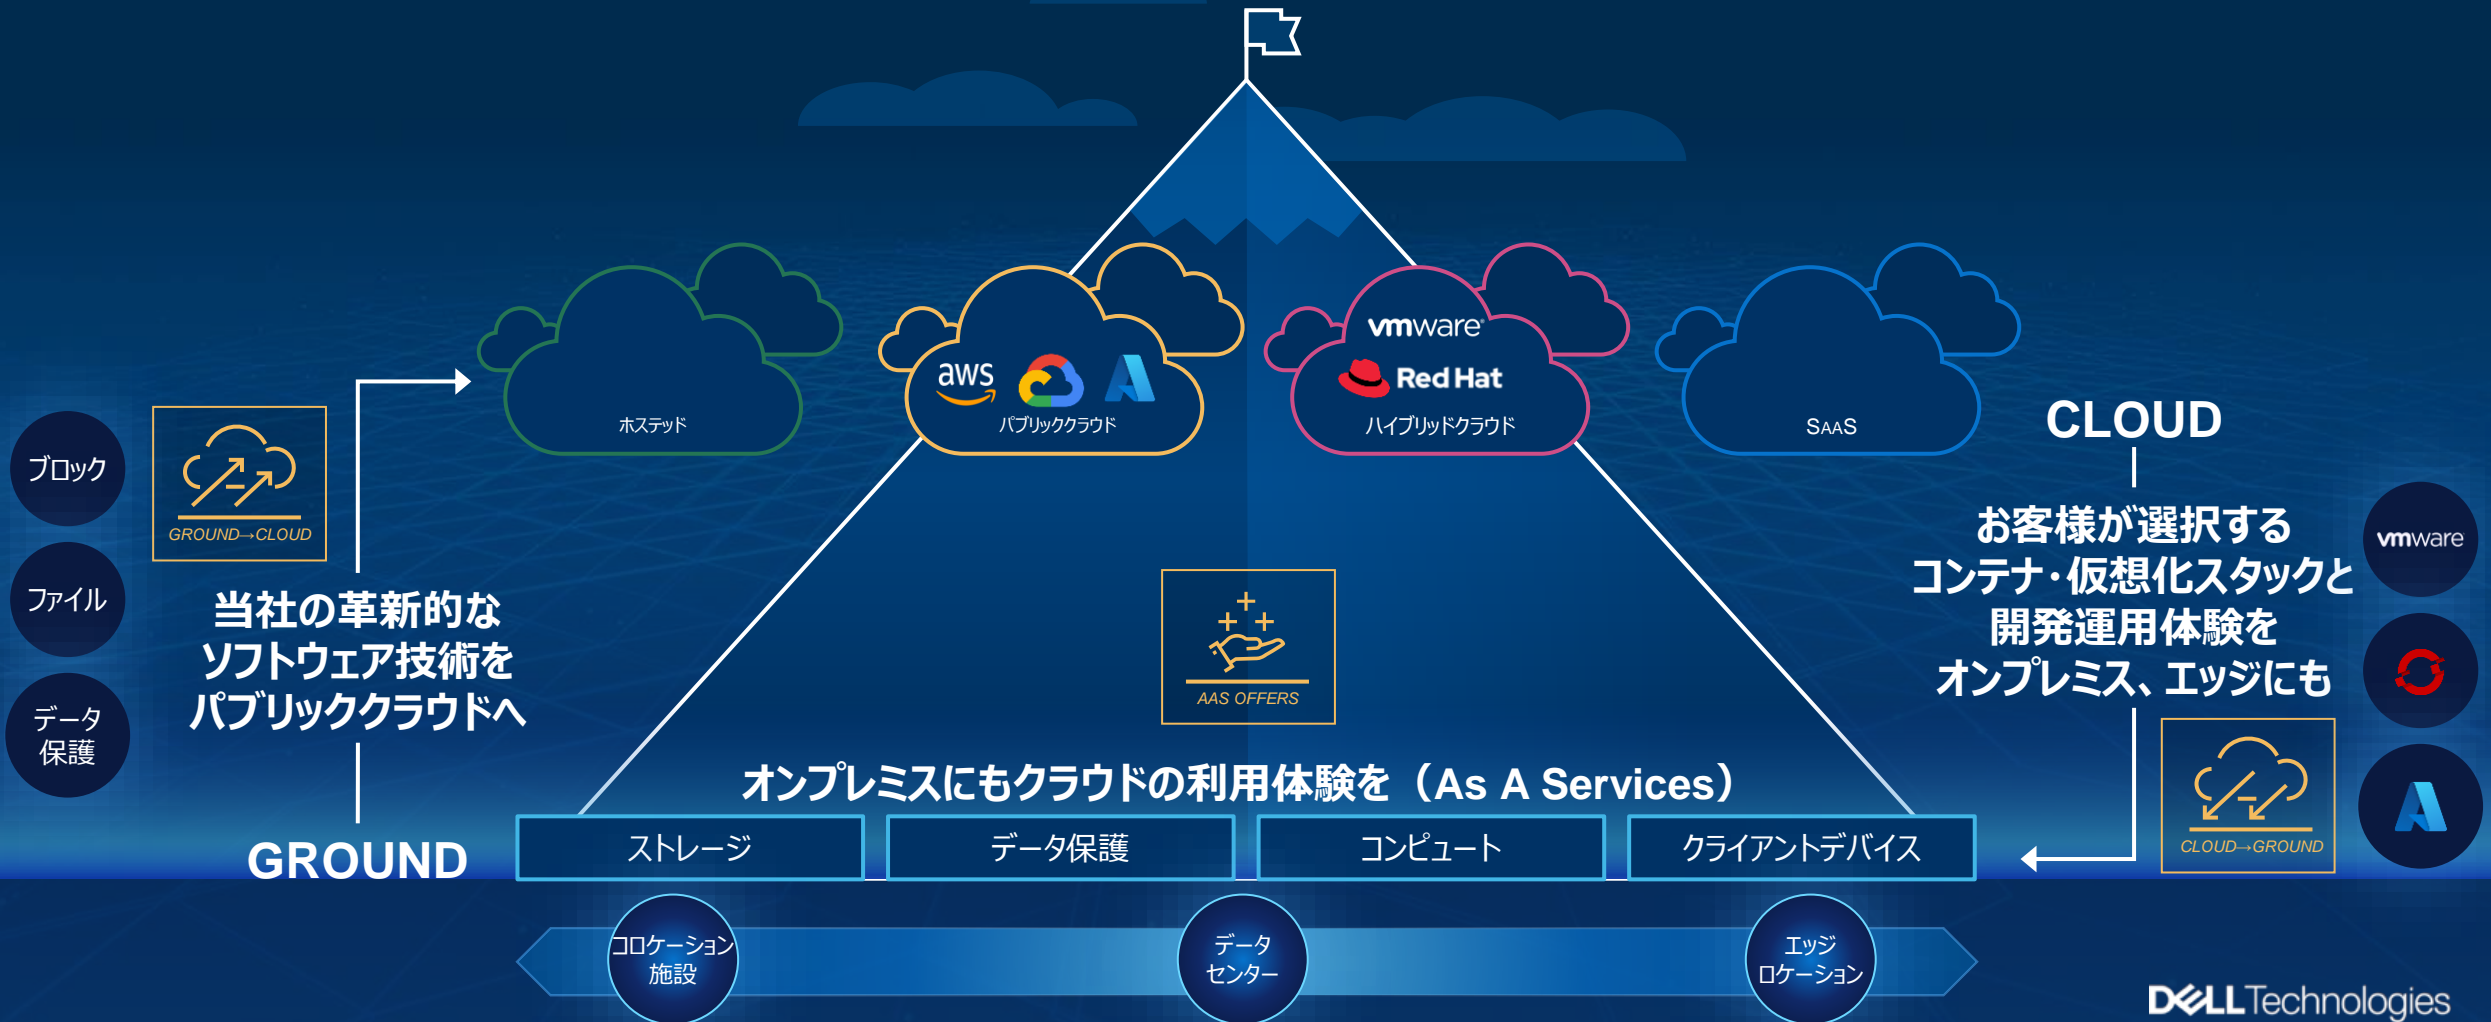 aws
パブリッククラウド
vmware
Red Hat
ハイブリッドクラウド
ホステッド
SAAS
ブロック
ファイル
データ
保護
GROUND→CLOUD
当社の革新的な
ソフトウェア技術を
パブリッククラウドへ
GROUND
AAS OFFERS
オンプレミスにもクラウドの利用体験を（As A Services）
CLOUD
お客様が選択する
コンテナ・仮想化スタックと
開発運用体験を
オンプレミス、エッジにも
vmware
CLOUD→GROUND
ストレージ
データ保護
コンピュート
クライアントデバイス
コロケーション
施設
データ
センター
エッジ
ロケーション
DELLTechnologies